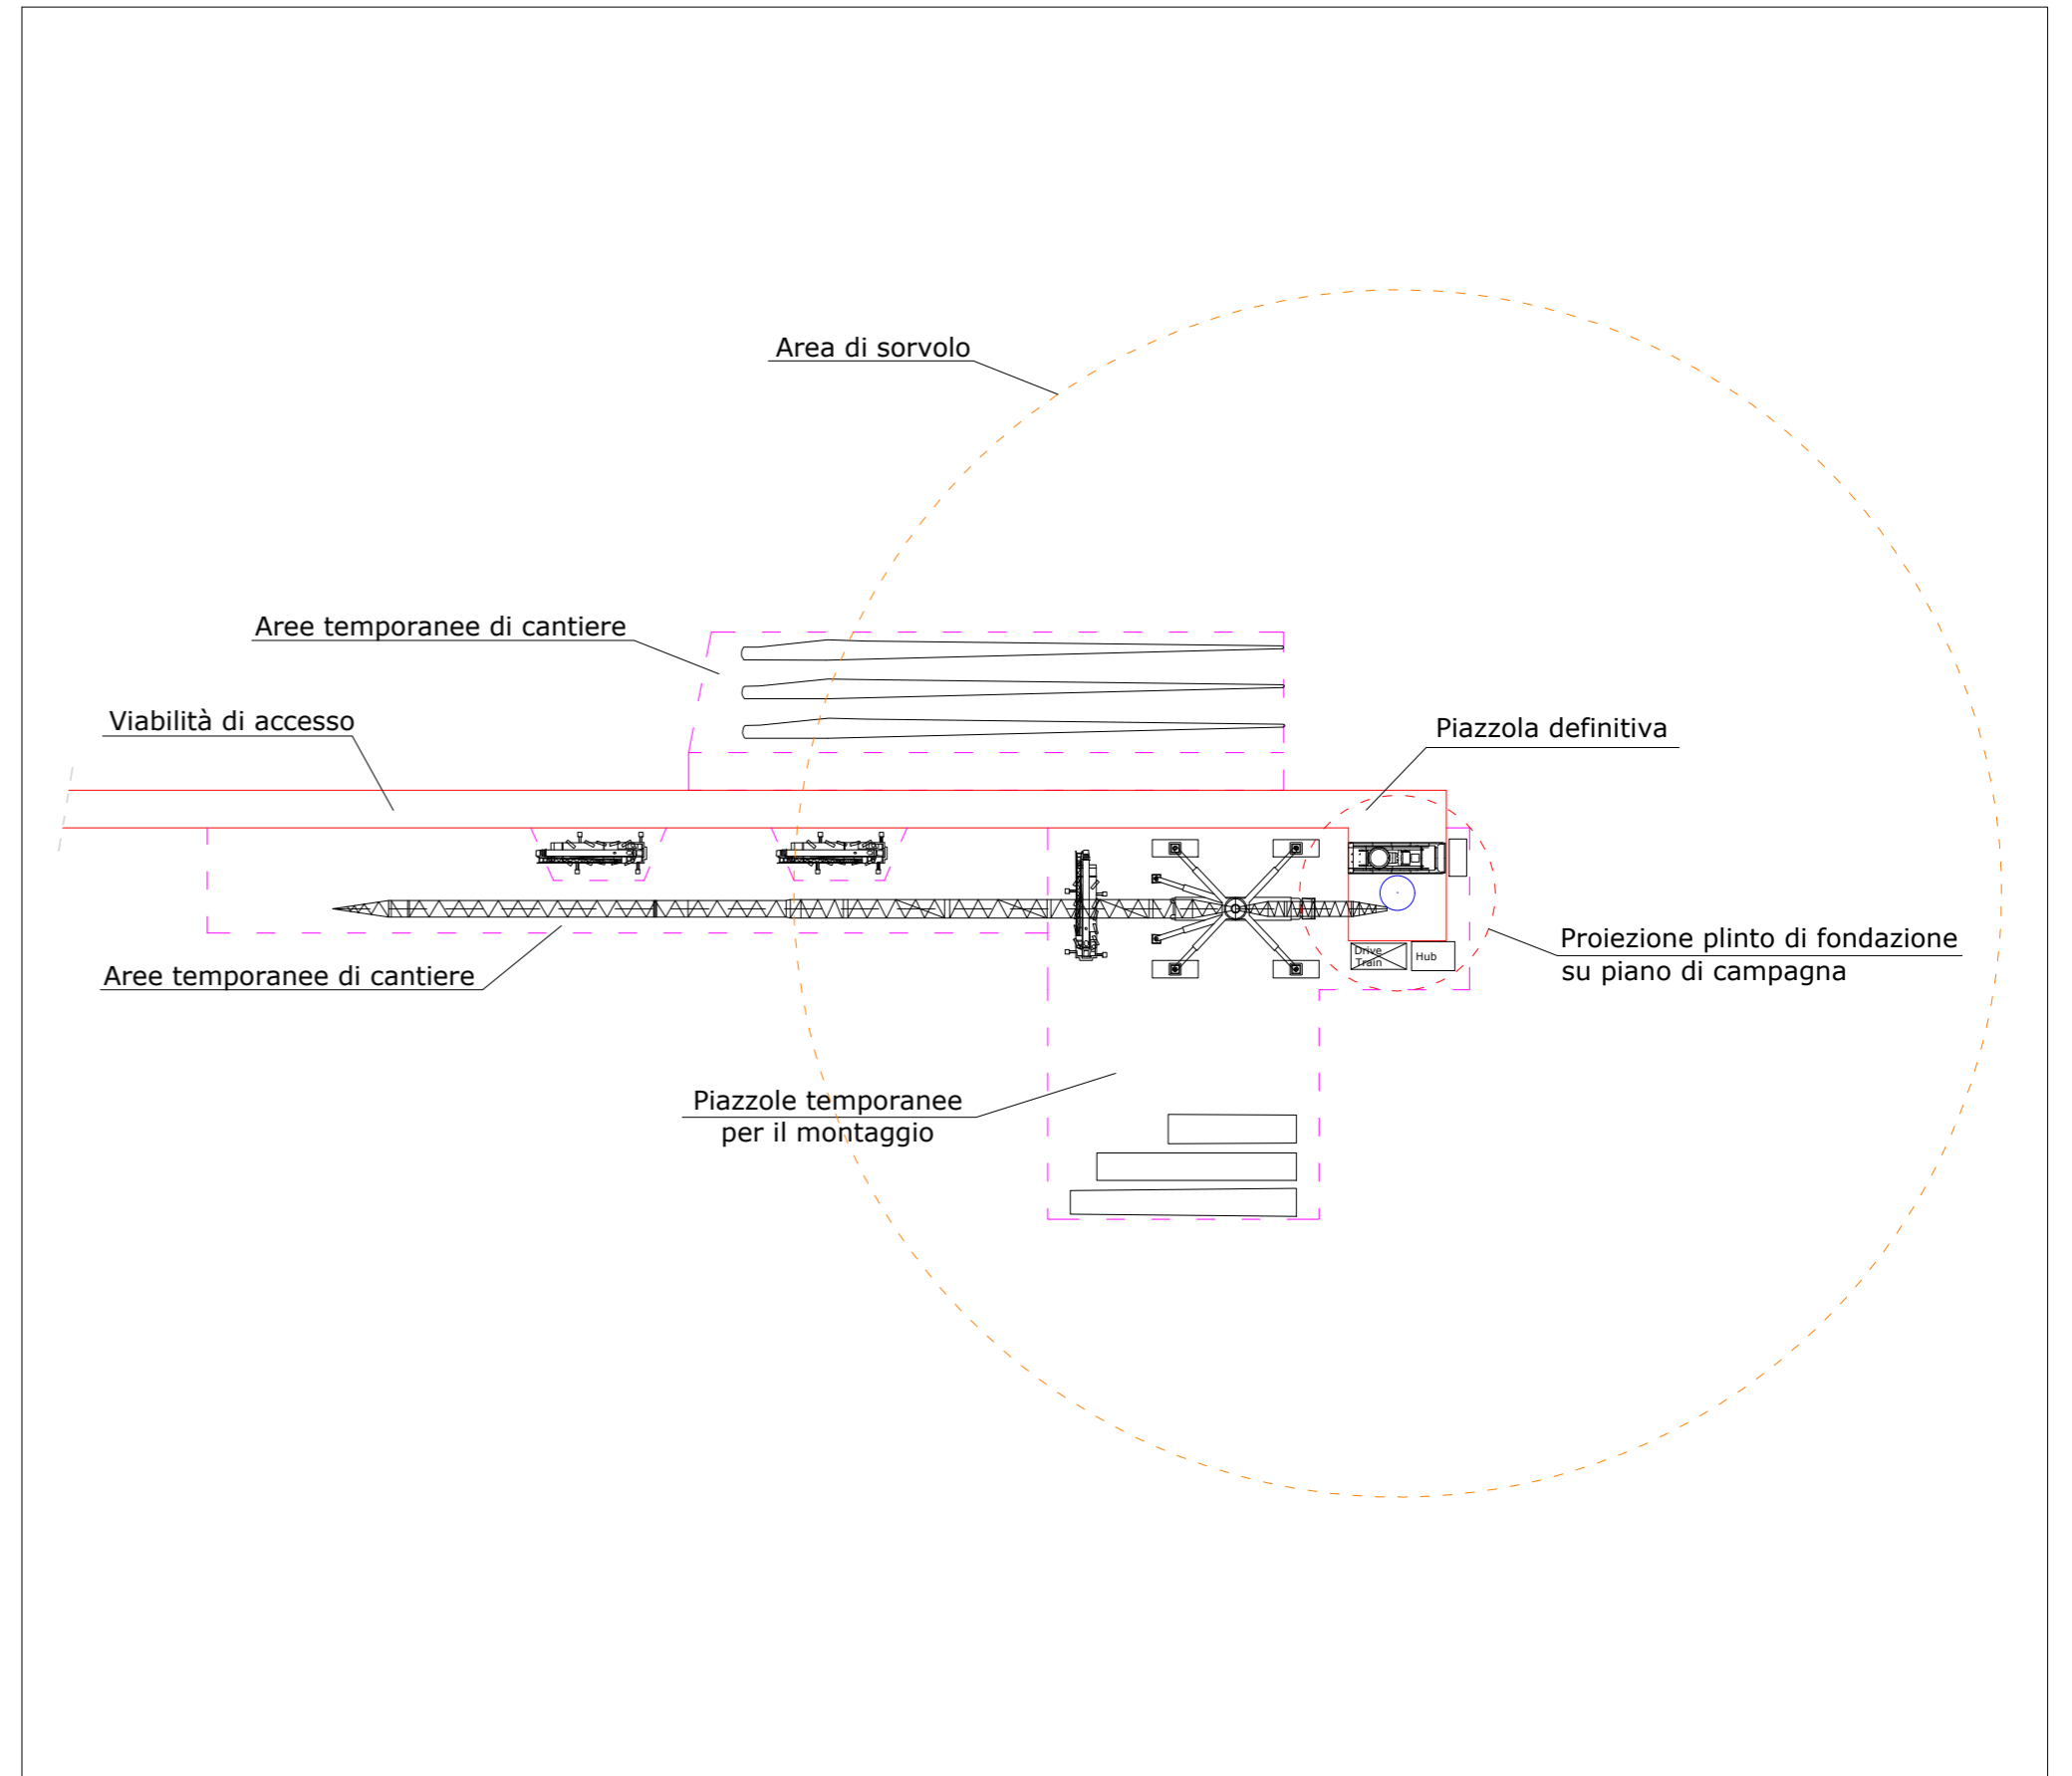 Area di sorvolo
Aree temporanee di cantiere
Viabilità di accesso
Piazzola definitiva
Proiezione plinto di fondazione
su piano di campagna
Drive
Train
Hub
Aree temporanee di cantiere
Piazzole temporanee
per il montaggio